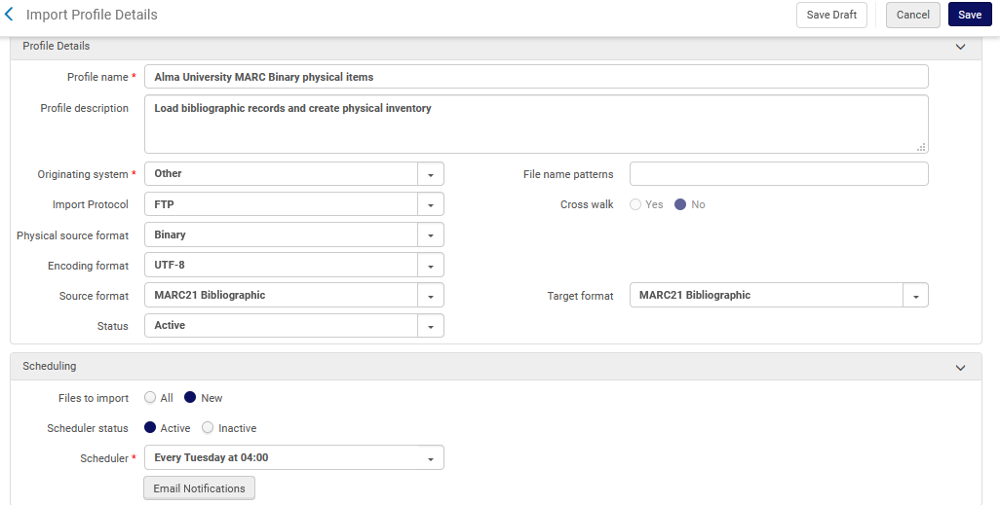 Import Profile Details
Save Draft
Cancel
Save
Profile Details
Profile name *
Alma University MARC Binary physical items
Profile description
Load bibliographic records and create physical inventory
Originating system *
Other
File name patterns
Import Protocol
FTP
Cross walk
Yes
No
Physical source format
Binary
Encoding format
UTF-8
Source format
MARC21 Bibliographic
Target format
MARC21 Bibliographic
Status
Active
Scheduling
Files to import
All
New
Scheduler status
Active
Inactive
Scheduler *
Every Tuesday at 04:00
Email Notifications